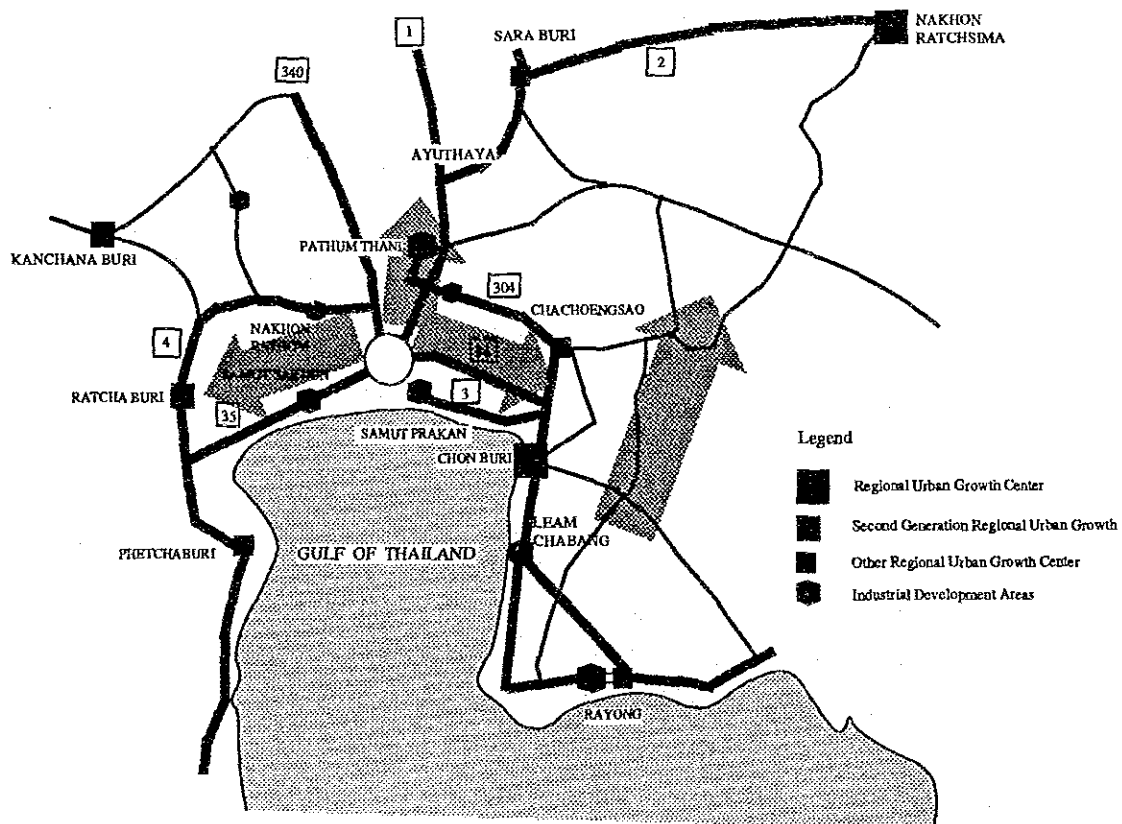 1
SARA BURI
NAKHON
RATCHSIMA
2
340
AYUTHAYA
KANCHANA BURI
PATHUM THANI
304
CHACHOENGSAO
4
NAKHON
PATHOM
34
RATCHA BURI
35
3
SAMUT PRAKAN
CHON BURI
Legend
Regional Urban Growth Center
Second Generation Regional Urban Growth
Other Regional Urban Growth Center
Industrial Development Areas
PHETCHABURI
GULF OF THAILAND
LEAM
CHABANG
RAYONG